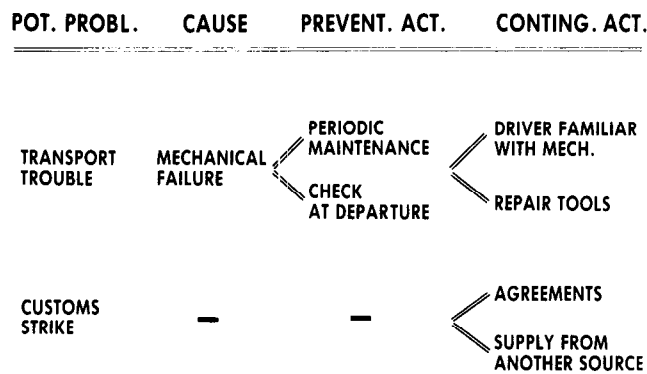 POT. PROBL. CAUSE PREVENT. ACT. CONTING. ACT.
TRANSPORT
TROUBLE
MECHANICAL
FAILURE
PERIODIC
MAINTENANCE
CHECK
AT DEPARTURE
DRIVER FAMILIAR
WITH MECH.
REPAIR TOOLS
CUSTOMS
STRIKE
–
–
AGREEMENTS
SUPPLY FROM
ANOTHER SOURCE